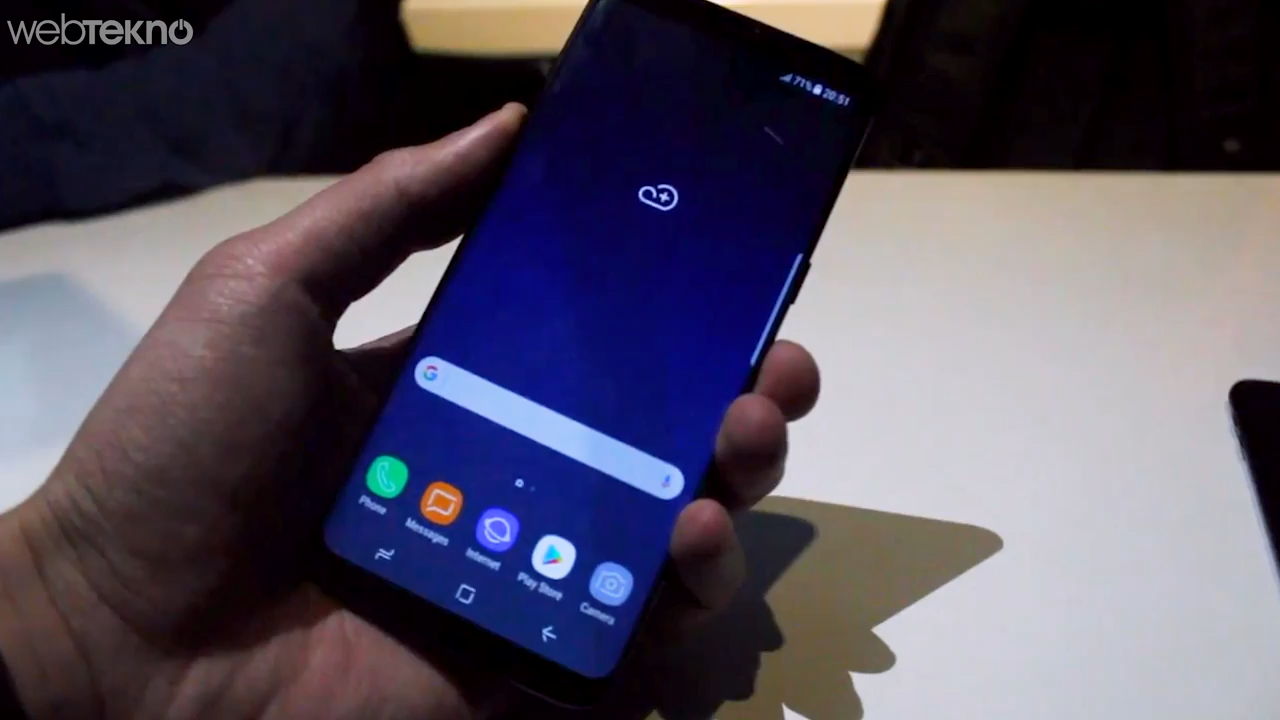 webTEKNO
71% 20:51
Phone
Messages
Internet
Play Store
Camera